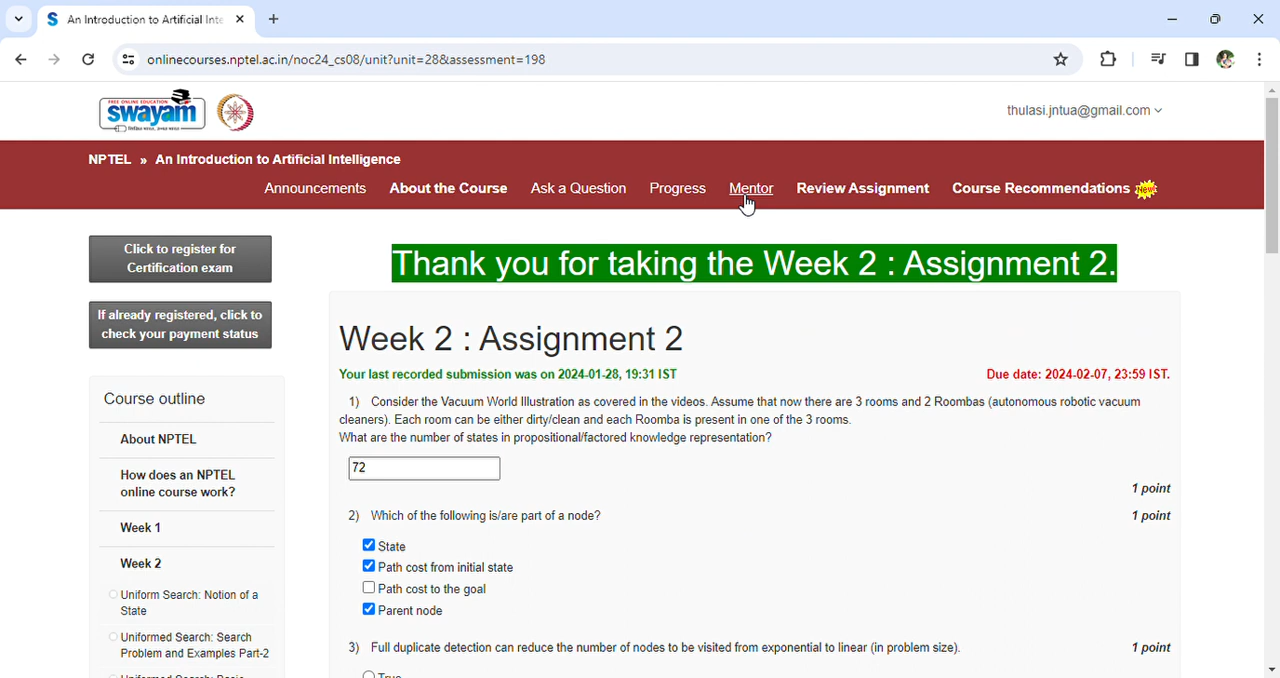 An Introduction to Artificial Inte
onlinecourses.nptel.ac.in/noc24_cs08/unit?unit=28&assessment=198
FREE ONLINE EDUCATION
swayam
thulasi.jntua@gmail.com
NPTEL » An Introduction to Artificial Intelligence
Announcements About the Course Ask a Question Progress Mentor Review Assignment Course Recommendations New
Click to register for
Certification exam
If already registered, click to
check your payment status
Course outline
About NPTEL
How does an NPTEL
online course work?
Week 1
Week 2
Uniform Search: Notion of a
State
Uniformed Search: Search
Problem and Examples Part-2
Uniformed Search: Basic
Thank you for taking the Week 2 : Assignment 2.
Week 2 : Assignment 2
Your last recorded submission was on 2024-01-28, 19:31 IST Due date: 2024-02-07, 23:59 IST.
1) Consider the Vacuum World Illustration as covered in the videos. Assume that now there are 3 rooms and 2 Roombas (autonomous robotic vacuum
cleaners). Each room can be either dirty/clean and each Roomba is present in one of the 3 rooms.
What are the number of states in propositional/factored knowledge representation?
72
1 point
2) Which of the following is/are part of a node? 1 point
State
Path cost from initial state
Path cost to the goal
Parent node
3) Full duplicate detection can reduce the number of nodes to be visited from exponential to linear (in problem size). 1 point
True